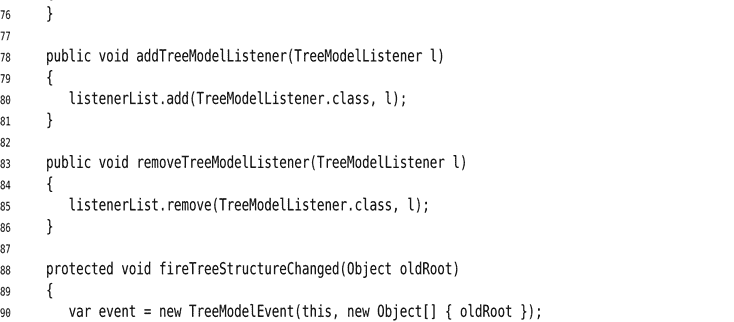 76    }
77
78    public void addTreeModelListener(TreeModelListener l)
79    {
80       listenerList.add(TreeModelListener.class, l);
81    }
82
83    public void removeTreeModelListener(TreeModelListener l)
84    {
85       listenerList.remove(TreeModelListener.class, l);
86    }
87
88    protected void fireTreeStructureChanged(Object oldRoot)
89    {
90       var event = new TreeModelEvent(this, new Object[] { oldRoot });